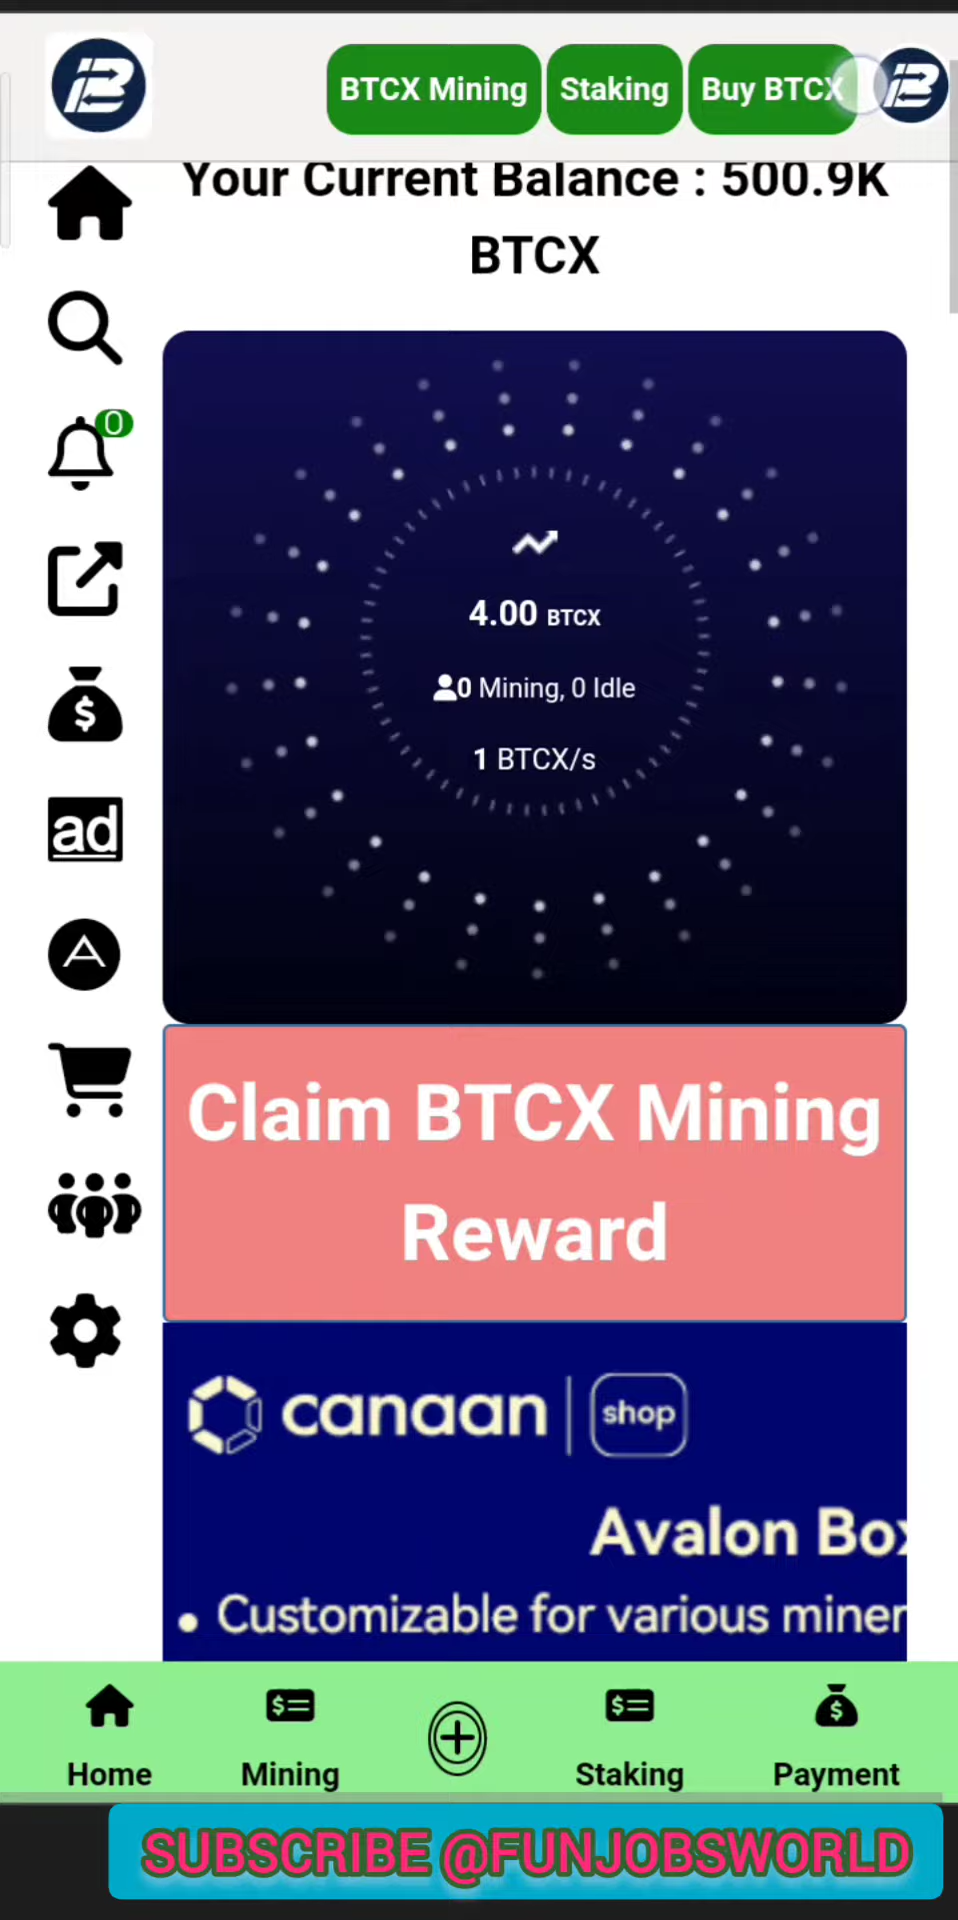 BTCX Mining
Staking
Buy BTCX
Your Current Balance : 500.9K
BTCX
0
4.00 BTCX
0 Mining, 0 Idle
1 BTCX/s
ad
Claim BTCX Mining
Reward
canaan
shop
Avalon Box
• Customizable for various miner
Home
Mining
Staking
Payment
SUBSCRIBE @FUNJOBSWORLD